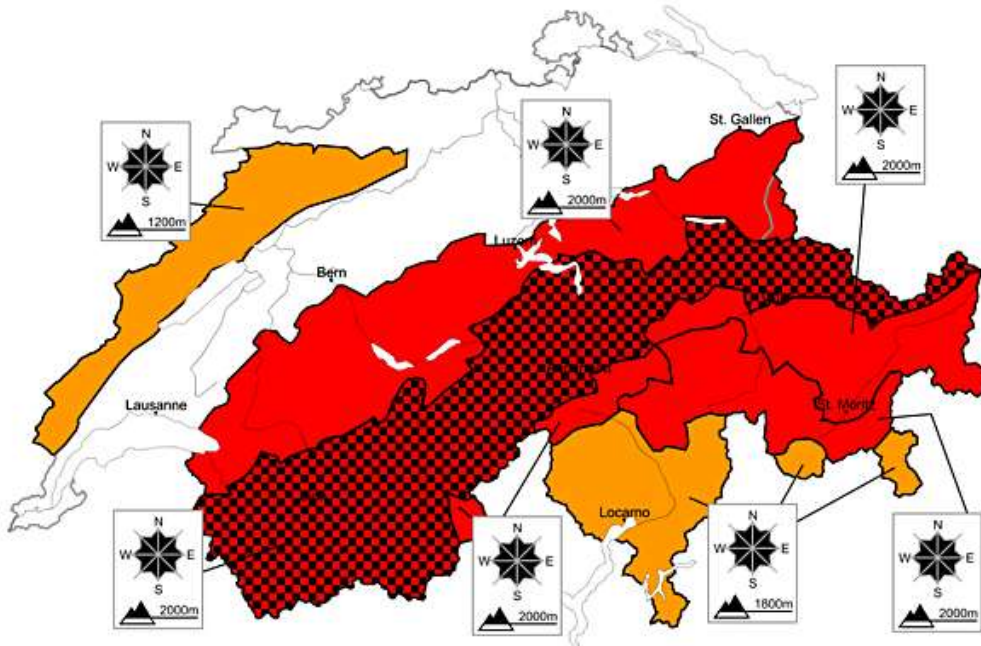 N
W E
S
2000m
St. Gallen
N
W E
S
2000m
N
W E
S
1200m
Bern
Lausanne
St. Moritz
Locarno
N
W E
S
2000m
N
W E
S
2000m
N
W E
S
1800m
N
W E
S
2000m